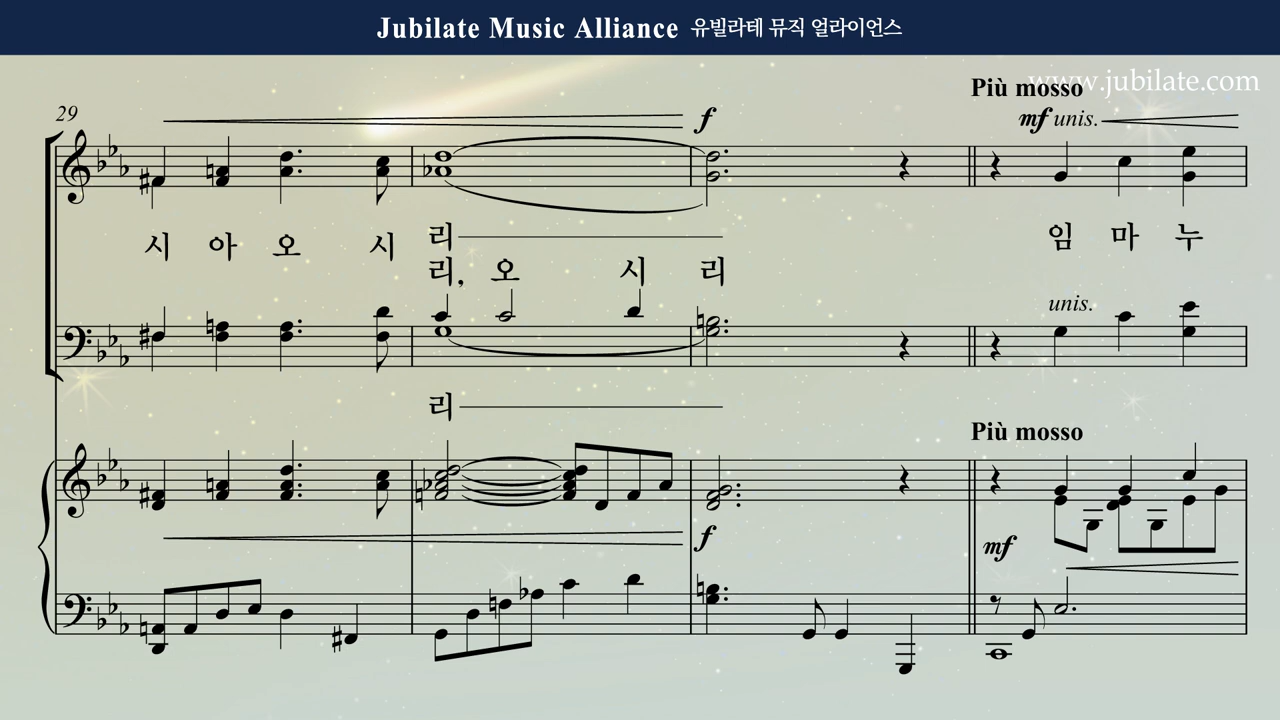 Jubilate Music Alliance 유빌라테 뮤직 얼라이언스
www.jubilate.com
Più mosso
29
f
mf unis.
시 아 오 시 리 임 마 누
리, 오 시 리
unis.
리
Più mosso
f
mf